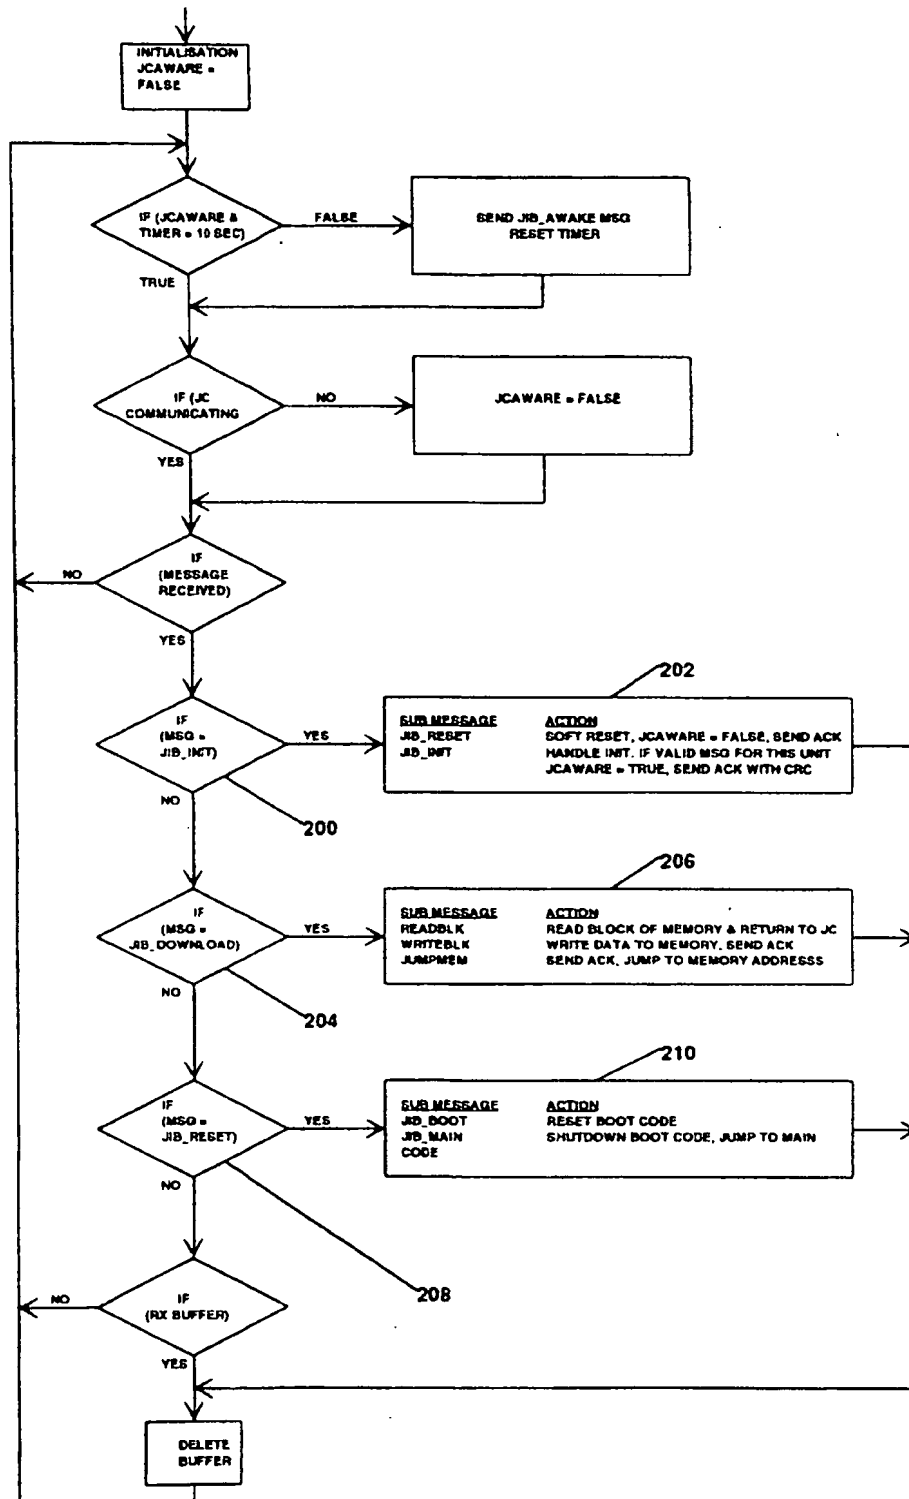 INITIALISATION
JCAWARE =
FALSE
IF (JCAWARE &
TIMER = 10 SEC)
FALSE
SEND JIB_AWAKE MSG
RESET TIMER
TRUE
IF (JC
COMMUNICATING
NO
JCAWARE = FALSE
YES
IF
(MESSAGE
RECEIVED)
NO
YES
202
IF
(MSG =
JIB_INIT)
YES
SUB MESSAGE ACTION
JIB_RESET SOFT RESET, JCAWARE = FALSE, SEND ACK
JIB_INIT HANDLE INIT. IF VALID MSG FOR THIS UNIT
JCAWARE = TRUE, SEND ACK WITH CRC
NO
200
206
IF
(MSG =
JIB_DOWNLOAD)
YES
SUB MESSAGE ACTION
READBLK READ BLOCK OF MEMORY & RETURN TO JC
WRITEBLK WRITE DATA TO MEMORY, SEND ACK
JUMPMEM SEND ACK, JUMP TO MEMORY ADDRESSS
NO
204
210
IF
(MSG =
JIB_RESET)
YES
SUB MESSAGE ACTION
JIB_BOOT RESET BOOT CODE
JIB_MAIN SHUTDOWN BOOT CODE, JUMP TO MAIN
CODE
NO
208
IF
(RX BUFFER)
NO
YES
DELETE
BUFFER